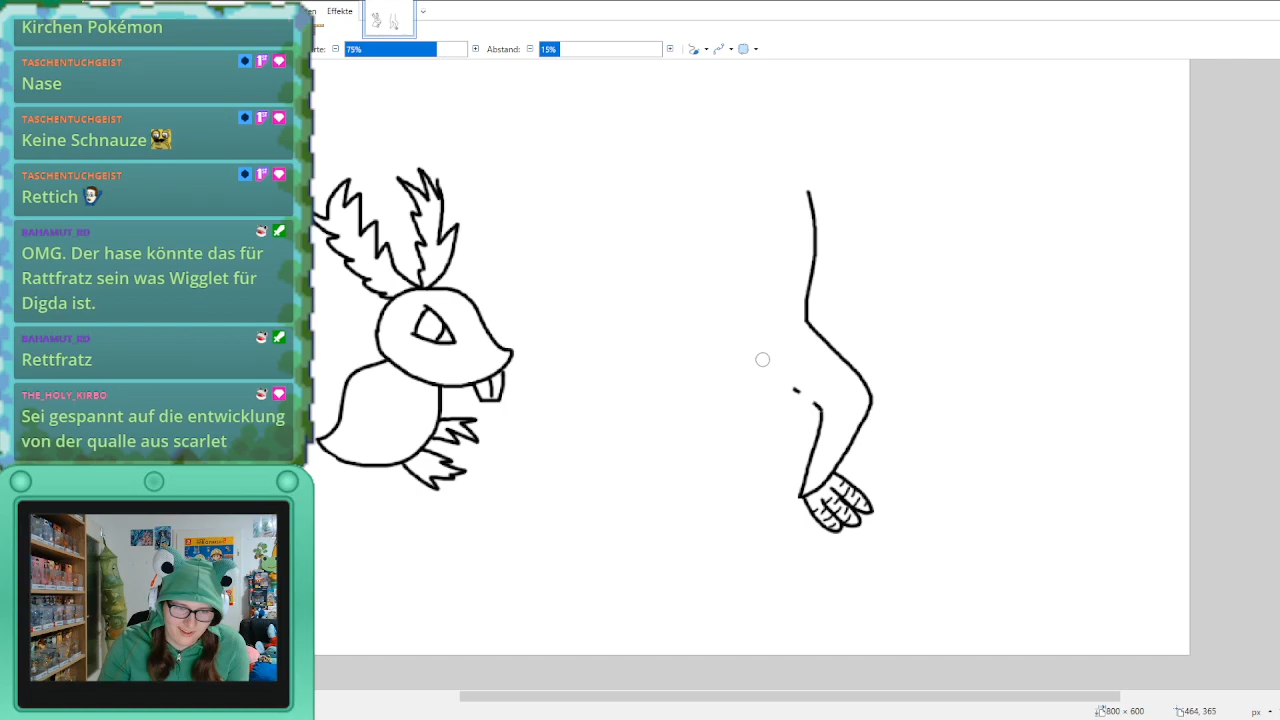 Kirchen Pokémon
TASCHENTUCHGEIST
Nase
TASCHENTUCHGEIST
Keine Schnauze
TASCHENTUCHGEIST
Rettich
BAHAMUT_RD
OMG. Der hase könnte das für
Rattfratz sein was Wigglet für
Digda ist.
BAHAMUT_RD
Rettfratz
THE_HOLY_KIRBO
Sei gespannt auf die entwicklung
von der qualle aus scarlet
Effekte
75%
Abstand:
15%
800 × 600
464, 365
px